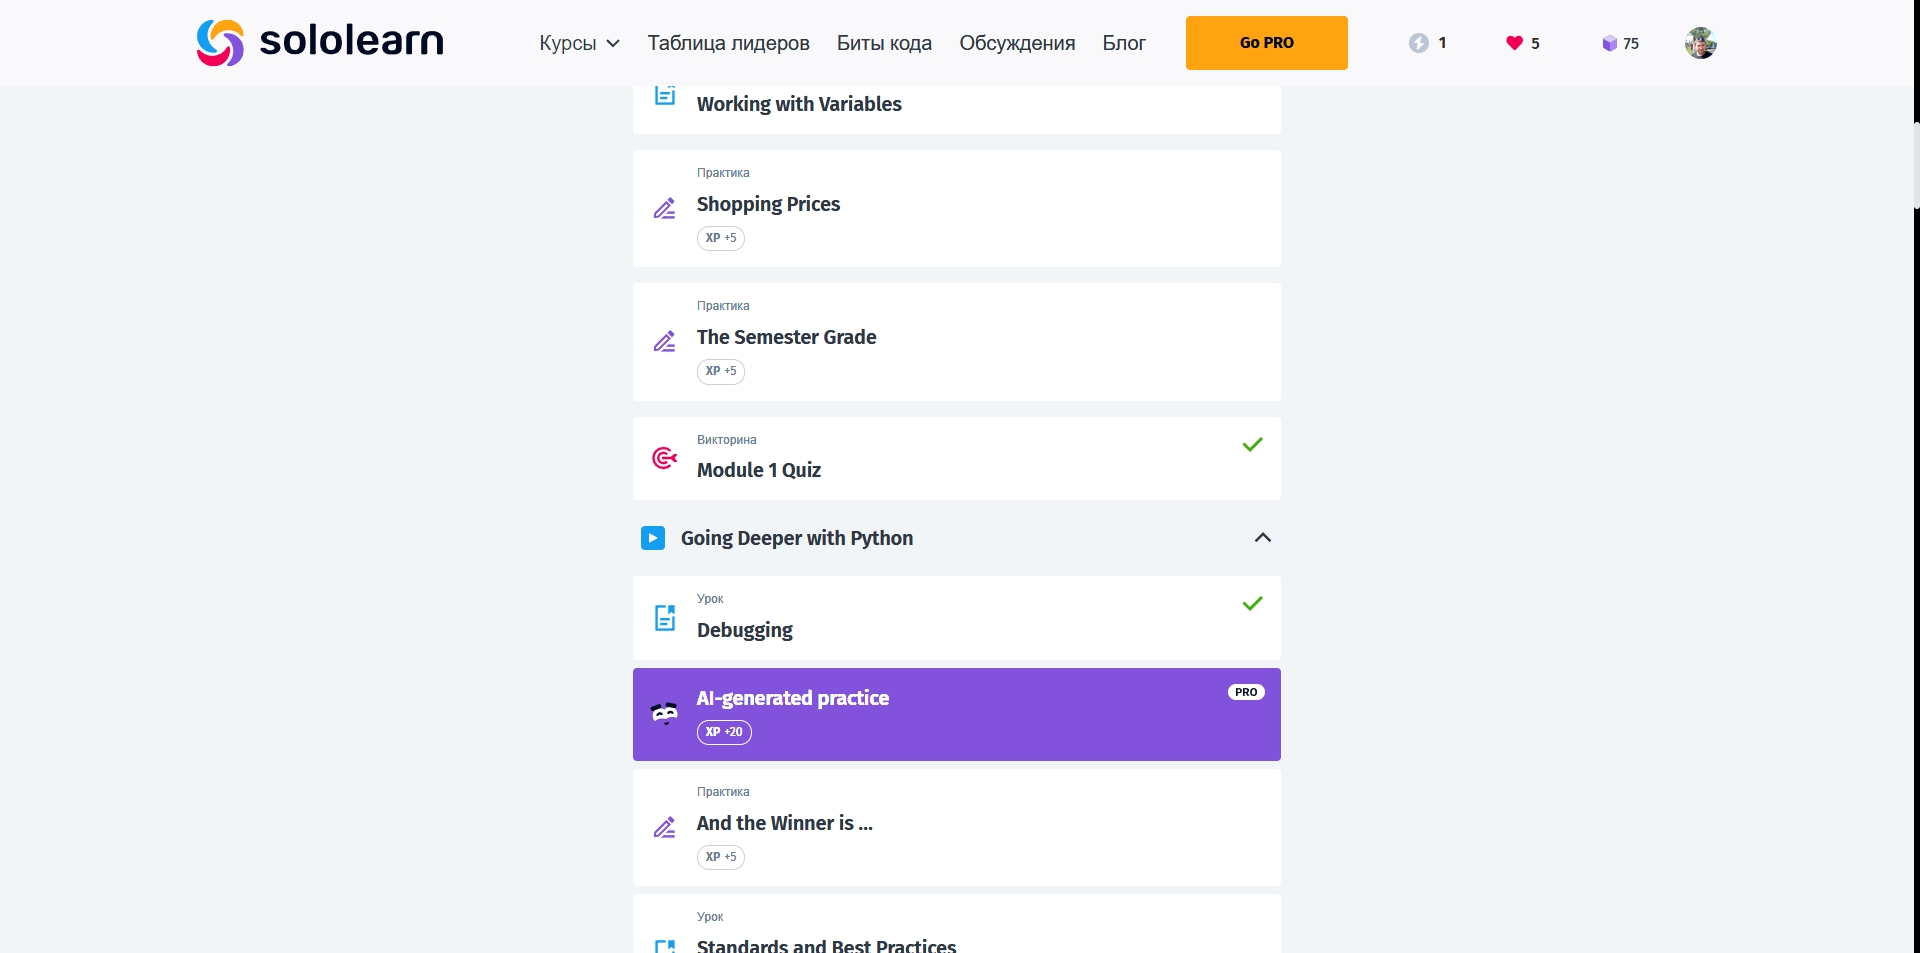 sololearn
Курсы Таблица лидеров Биты кода Обсуждения Блог Go PRO 1 5 75
Working with Variables
Практика
Shopping Prices
XP +5
Практика
The Semester Grade
XP +5
Викторина
Module 1 Quiz
Going Deeper with Python
Урок
Debugging
AI-generated practice
PRO
XP +20
Практика
And the Winner is ...
XP +5
Урок
Standards and Best Practices